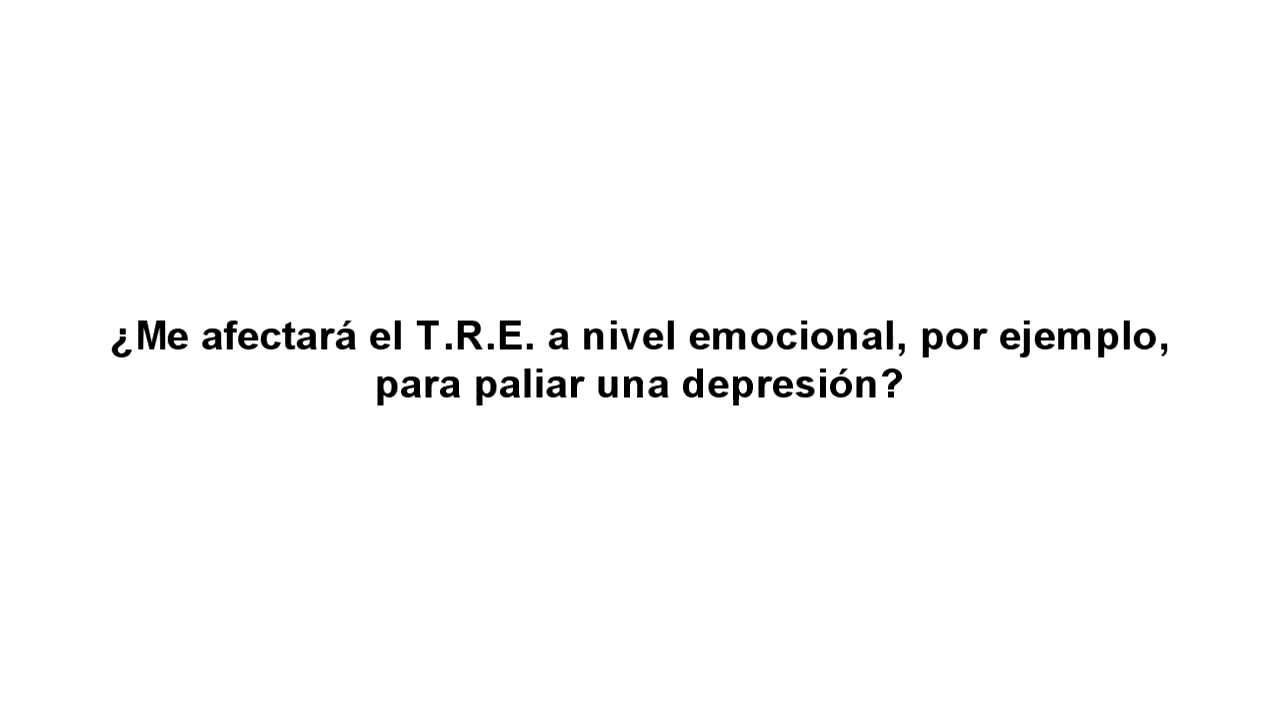 ¿Me afectará el T.R.E. a nivel emocional, por ejemplo,
para paliar una depresión?